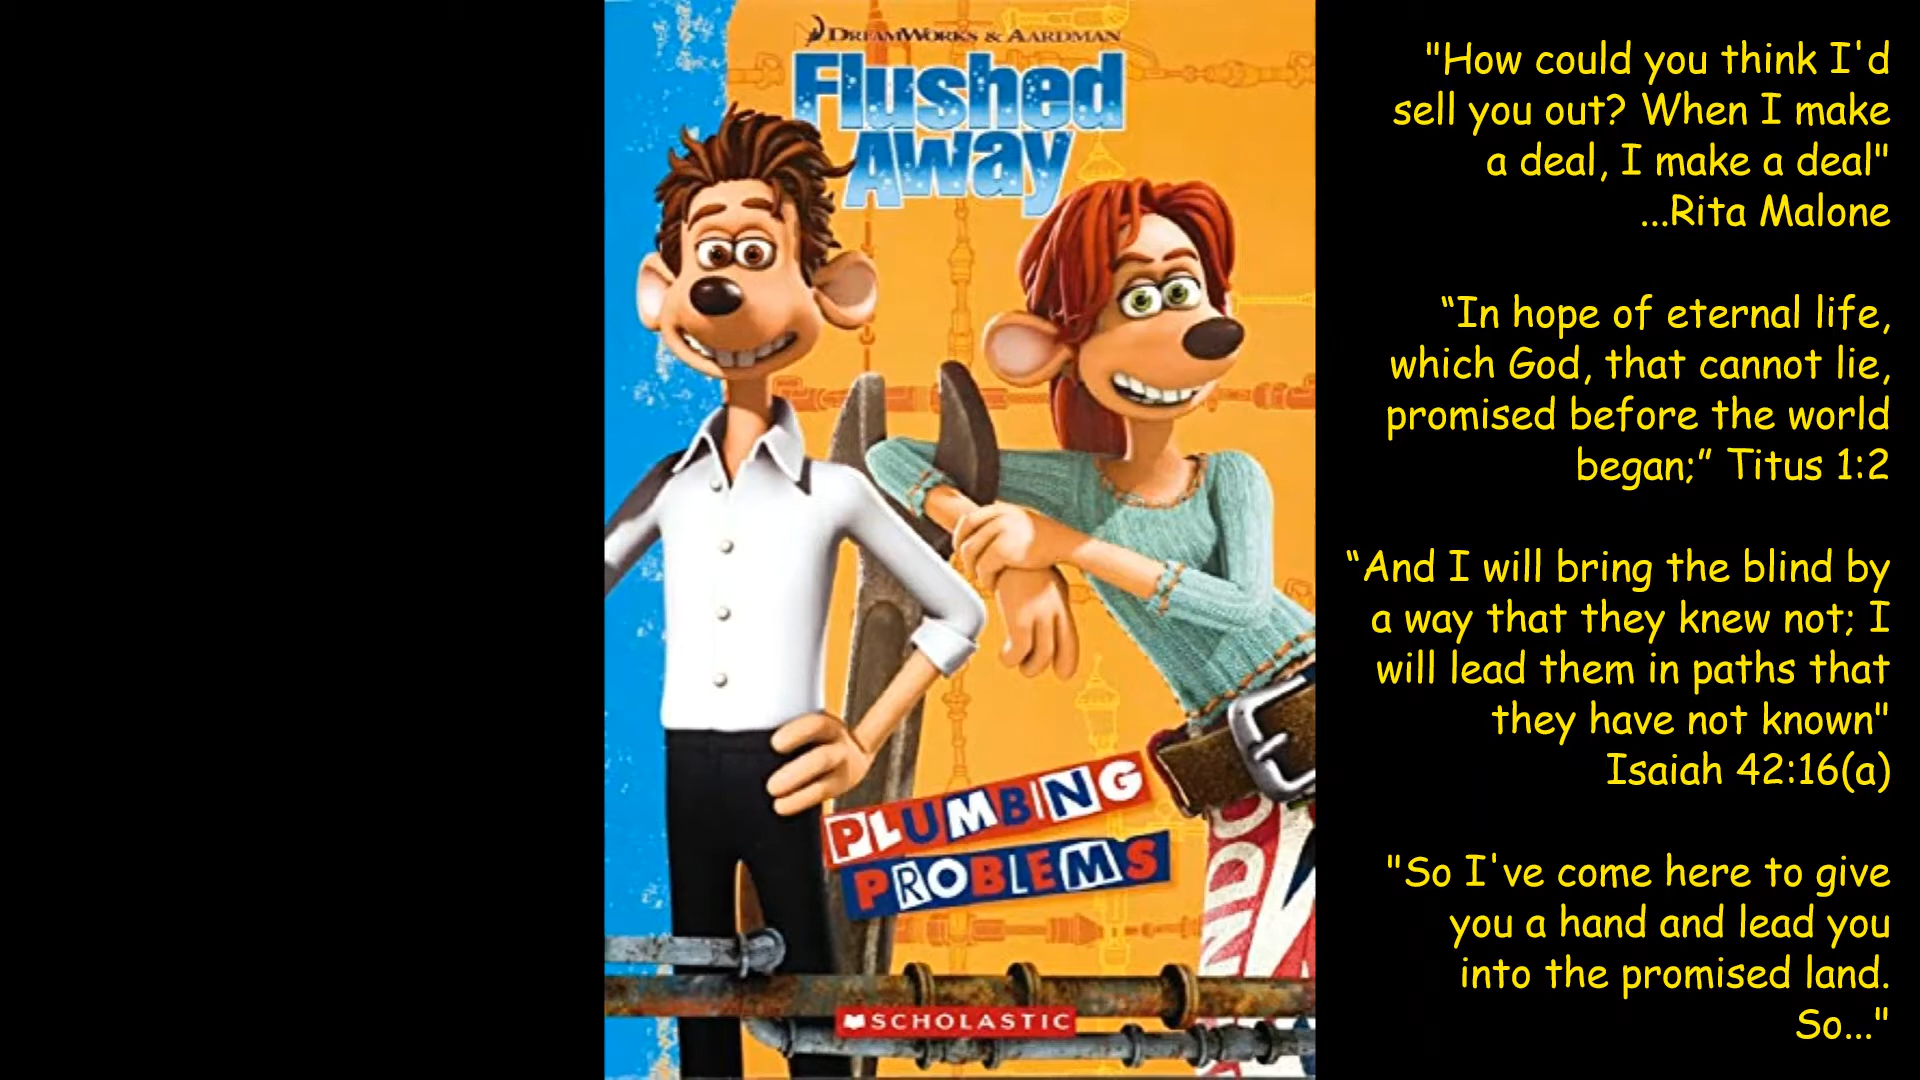 DREAMWORKS & AARDMAN
Flushed
Away
PLUMBING
PROBLEMS
SCHOLASTIC
"How could you think I'd
sell you out? When I make
a deal, I make a deal"
...Rita Malone
“In hope of eternal life,
which God, that cannot lie,
promised before the world
began;” Titus 1:2
“And I will bring the blind by
a way that they knew not; I
will lead them in paths that
they have not known"
Isaiah 42:16(a)
"So I've come here to give
you a hand and lead you
into the promised land.
So..."